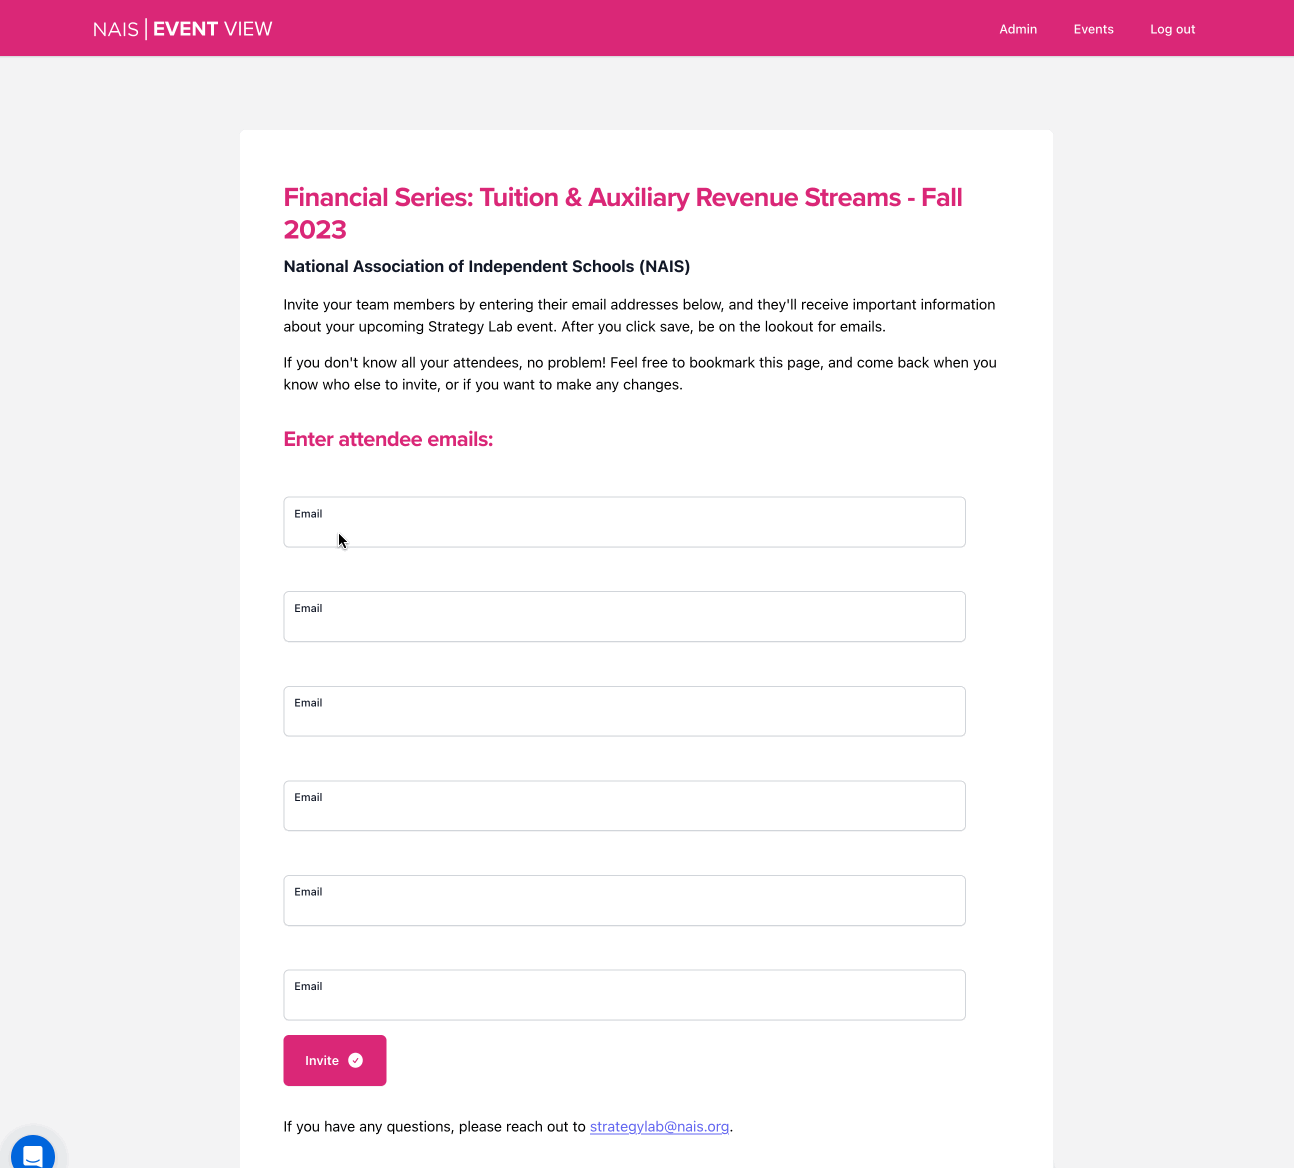 NAIS | EVENT VIEW
Admin
Events
Log out
Financial Series: Tuition & Auxiliary Revenue Streams - Fall
2023
National Association of Independent Schools (NAIS)
Invite your team members by entering their email addresses below, and they'll receive important information
about your upcoming Strategy Lab event. After you click save, be on the lookout for emails.
If you don't know all your attendees, no problem! Feel free to bookmark this page, and come back when you
know who else to invite, or if you want to make any changes.
Enter attendee emails:
Email
Email
Email
Email
Email
Email
Invite
If you have any questions, please reach out to strategylab@nais.org.